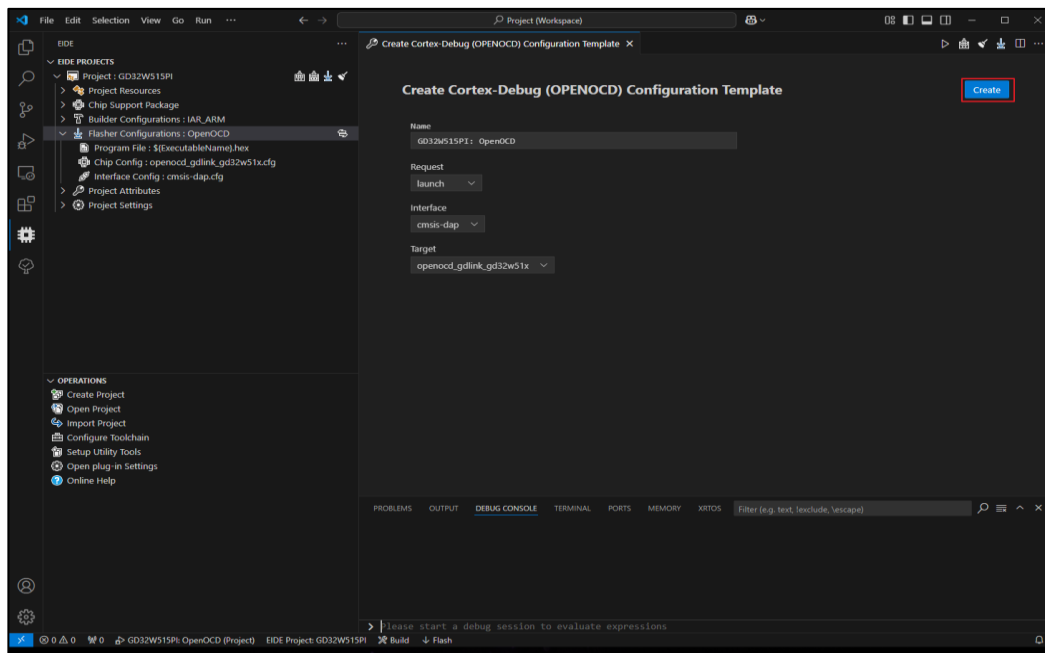 File Edit Selection View Go Run ··· ← → Project (Workspace)
EIDE ···
EIDE PROJECTS
Project : GD32W515PI
Project Resources
Chip Support Package
Builder Configurations : IAR_ARM
Flasher Configurations : OpenOCD
Program File : ${ExecutableName}.hex
Chip Config : openocd_gdlink_gd32w51x.cfg
Interface Config : cmsis-dap.cfg
Project Attributes
Project Settings
OPERATIONS
Create Project
Open Project
Import Project
Configure Toolchain
Setup Utility Tools
Open plug-in Settings
Online Help
Create Cortex-Debug (OPENOCD) Configuration Template
Create Cortex-Debug (OPENOCD) Configuration Template
Create
Name
GD32W515PI: OpenOCD
Request
launch
Interface
cmsis-dap
Target
openocd_gdlink_gd32w51x
PROBLEMS OUTPUT DEBUG CONSOLE TERMINAL PORTS MEMORY XRTOS Filter (e.g. text, !exclude, \escape)
Please start a debug session to evaluate expressions
0 0 0 GD32W515PI: OpenOCD (Project) EIDE Project: GD32W515PI Build Flash